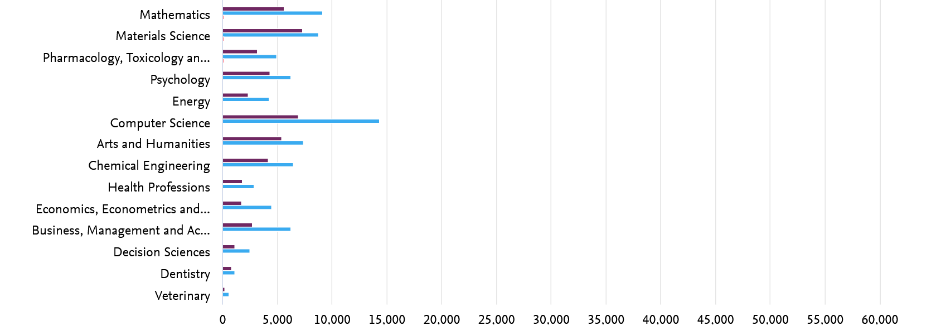 Mathematics
Materials Science
Pharmacology, Toxicology an...
Psychology
Energy
Computer Science
Arts and Humanities
Chemical Engineering
Health Professions
Economics, Econometrics and...
Business, Management and Ac...
Decision Sciences
Dentistry
Veterinary
0 5,000 10,000 15,000 20,000 25,000 30,000 35,000 40,000 45,000 50,000 55,000 60,000